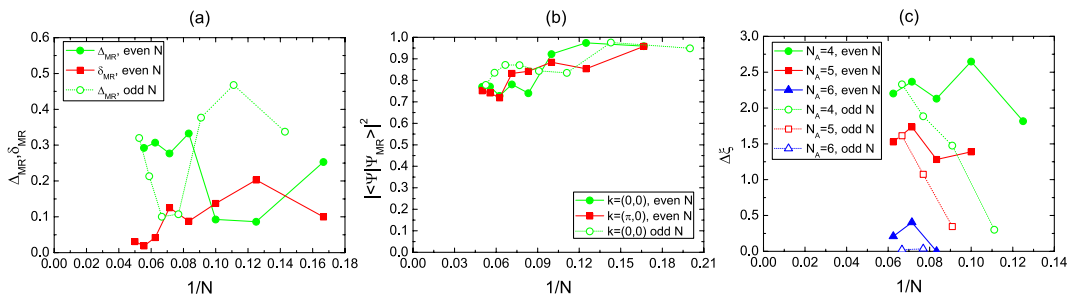 (a)
0.6
0.5
0.4
0.3
0.2
0.1
0.0
Δ_MR, δ_MR
Δ_MR, even N
δ_MR, even N
Δ_MR, odd N
0.00 0.02 0.04 0.06 0.08 0.10 0.12 0.14 0.16 0.18
1/N
(b)
1.0
0.9
0.8
0.7
0.6
0.5
0.4
0.3
0.2
0.1
0.0
|<Ψ|Ψ_MR>|²
k=(0,0), even N
k=(π,0), even N
k=(0,0) odd N
0.00 0.03 0.06 0.09 0.12 0.15 0.18 0.21
1/N
(c)
N_A=4, even N
N_A=5, even N
N_A=6, even N
N_A=4, odd N
N_A=5, odd N
N_A=6, odd N
3.0
2.5
2.0
1.5
1.0
0.5
0.0
Δξ
0.00 0.02 0.04 0.06 0.08 0.10 0.12 0.14
1/N